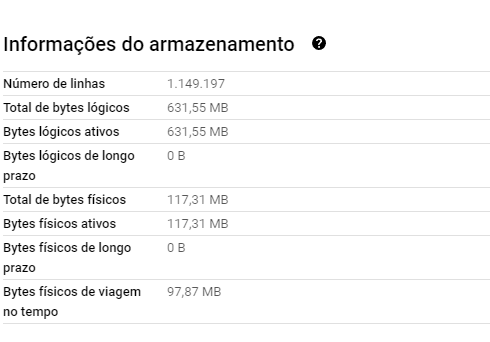 Informações do armazenamento ?
Número de linhas 1.149.197
Total de bytes lógicos 631,55 MB
Bytes lógicos ativos 631,55 MB
Bytes lógicos de longo 0 B
prazo
Total de bytes físicos 117,31 MB
Bytes físicos ativos 117,31 MB
Bytes físicos de longo 0 B
prazo
Bytes físicos de viagem 97,87 MB
no tempo